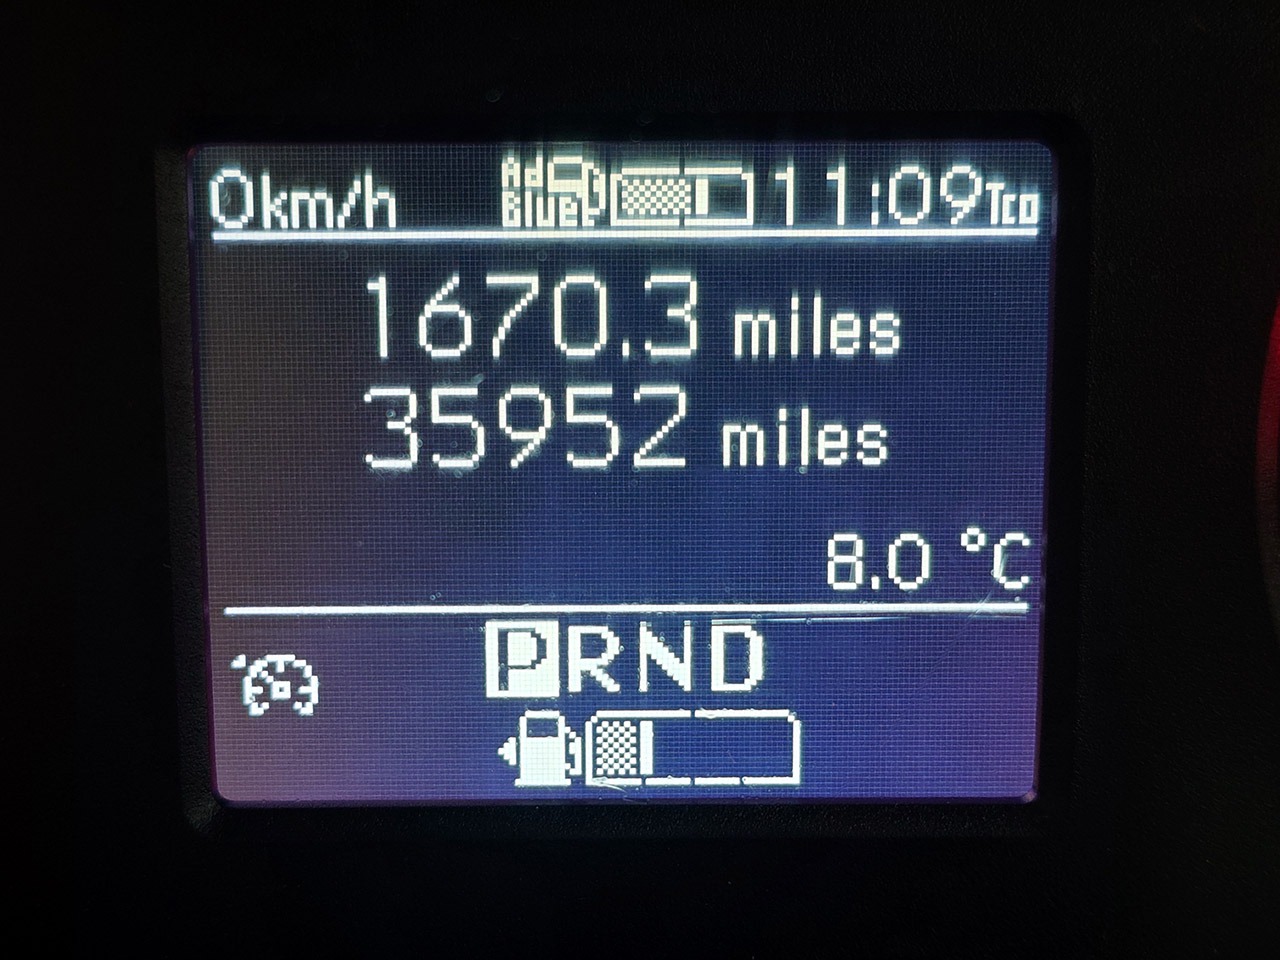 0km/h AdBlue 11:09Tco
1670.3 miles
35952 miles
8.0 °C
PRND